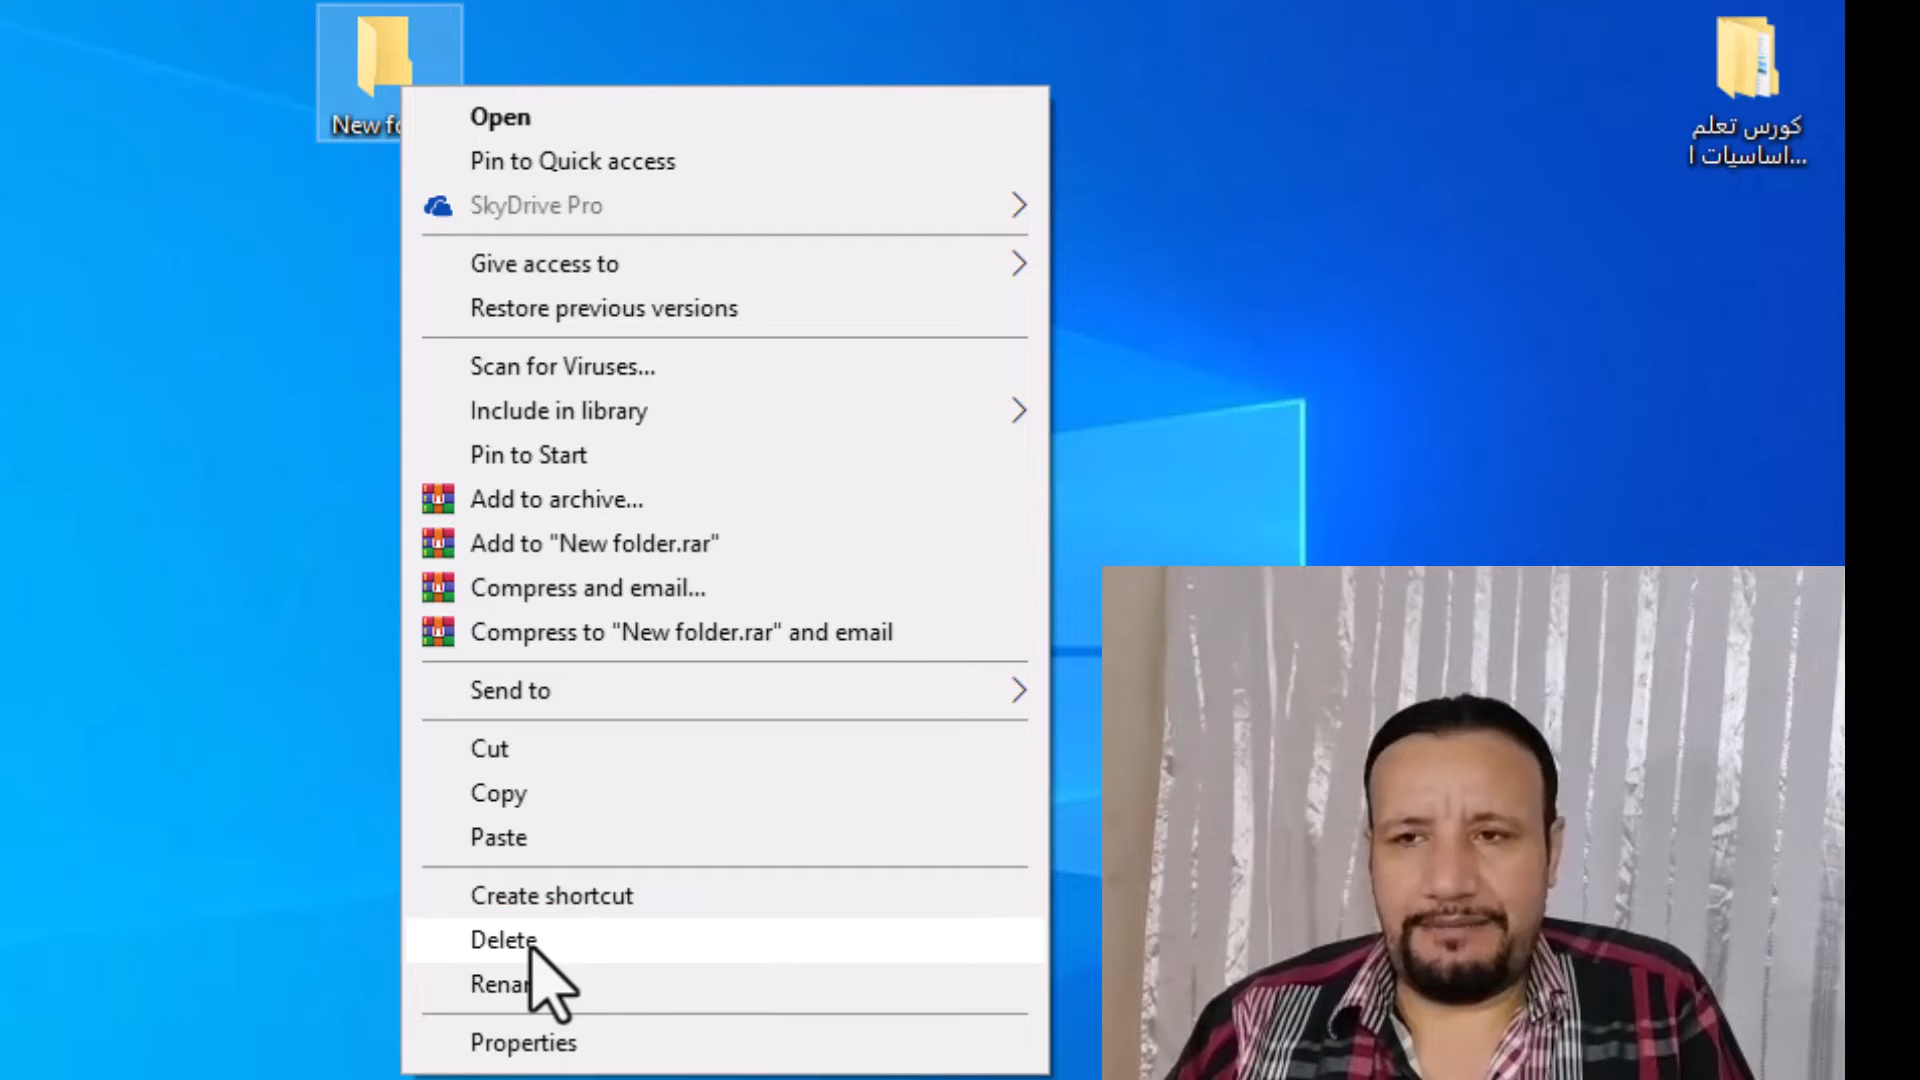 New fo
كورس تعلم
اساسيات ا...
Open
Pin to Quick access
SkyDrive Pro
Give access to
Restore previous versions
Scan for Viruses...
Include in library
Pin to Start
Add to archive...
Add to "New folder.rar"
Compress and email...
Compress to "New folder.rar" and email
Send to
Cut
Copy
Paste
Create shortcut
Delete
Renam
Properties